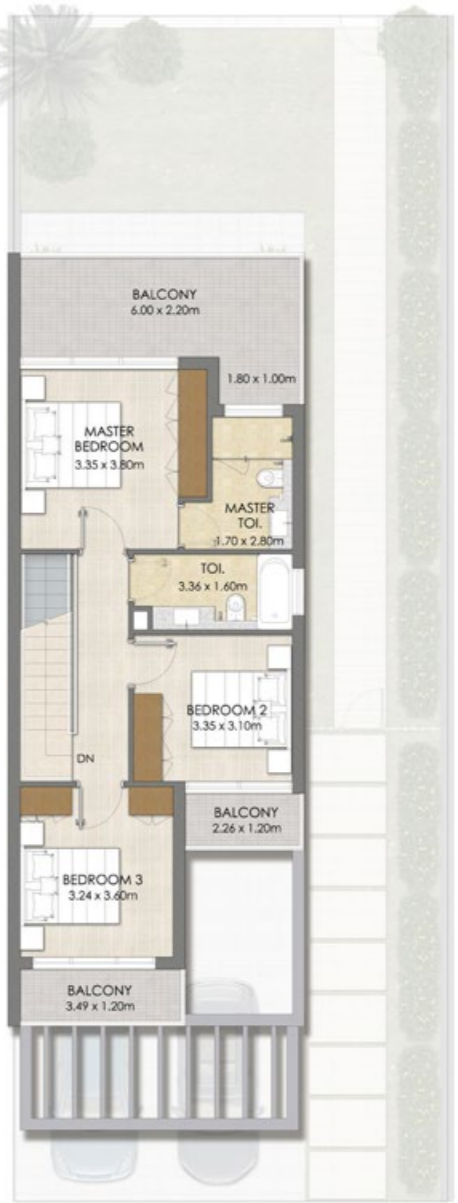 BALCONY
6.00 x 2.20m
1.80 x 1.00m
MASTER
BEDROOM
3.35 x 3.80m
MASTER
TOI.
1.70 x 2.80m
TOI.
3.36 x 1.60m
BEDROOM 2
3.35 x 3.10m
DN
BALCONY
2.26 x 1.20m
BEDROOM 3
3.24 x 3.60m
BALCONY
3.49 x 1.20m